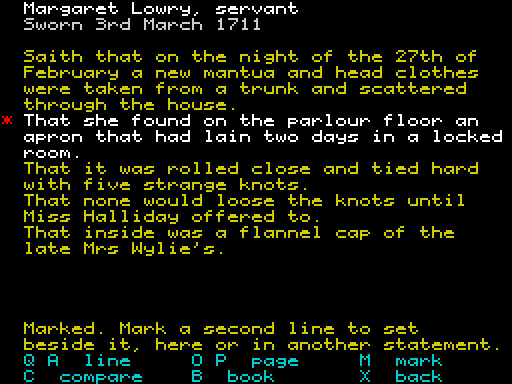 Margaret Lowry, servant
Sworn 3rd March 1711
Saith that on the night of the 27th of
February a new mantua and head clothes
were taken from a trunk and scattered
through the house.
* That she found on the parlour floor an
apron that had lain two days in a locked
room.
That it was rolled close and tied hard
with five strange knots.
That none would loose the knots until
Miss Halliday offered to.
That inside was a flannel cap of the
late Mrs Wylie's.
Marked. Mark a second line to set
beside it, here or in another statement.
Q A line O P page M mark
C compare B book X back